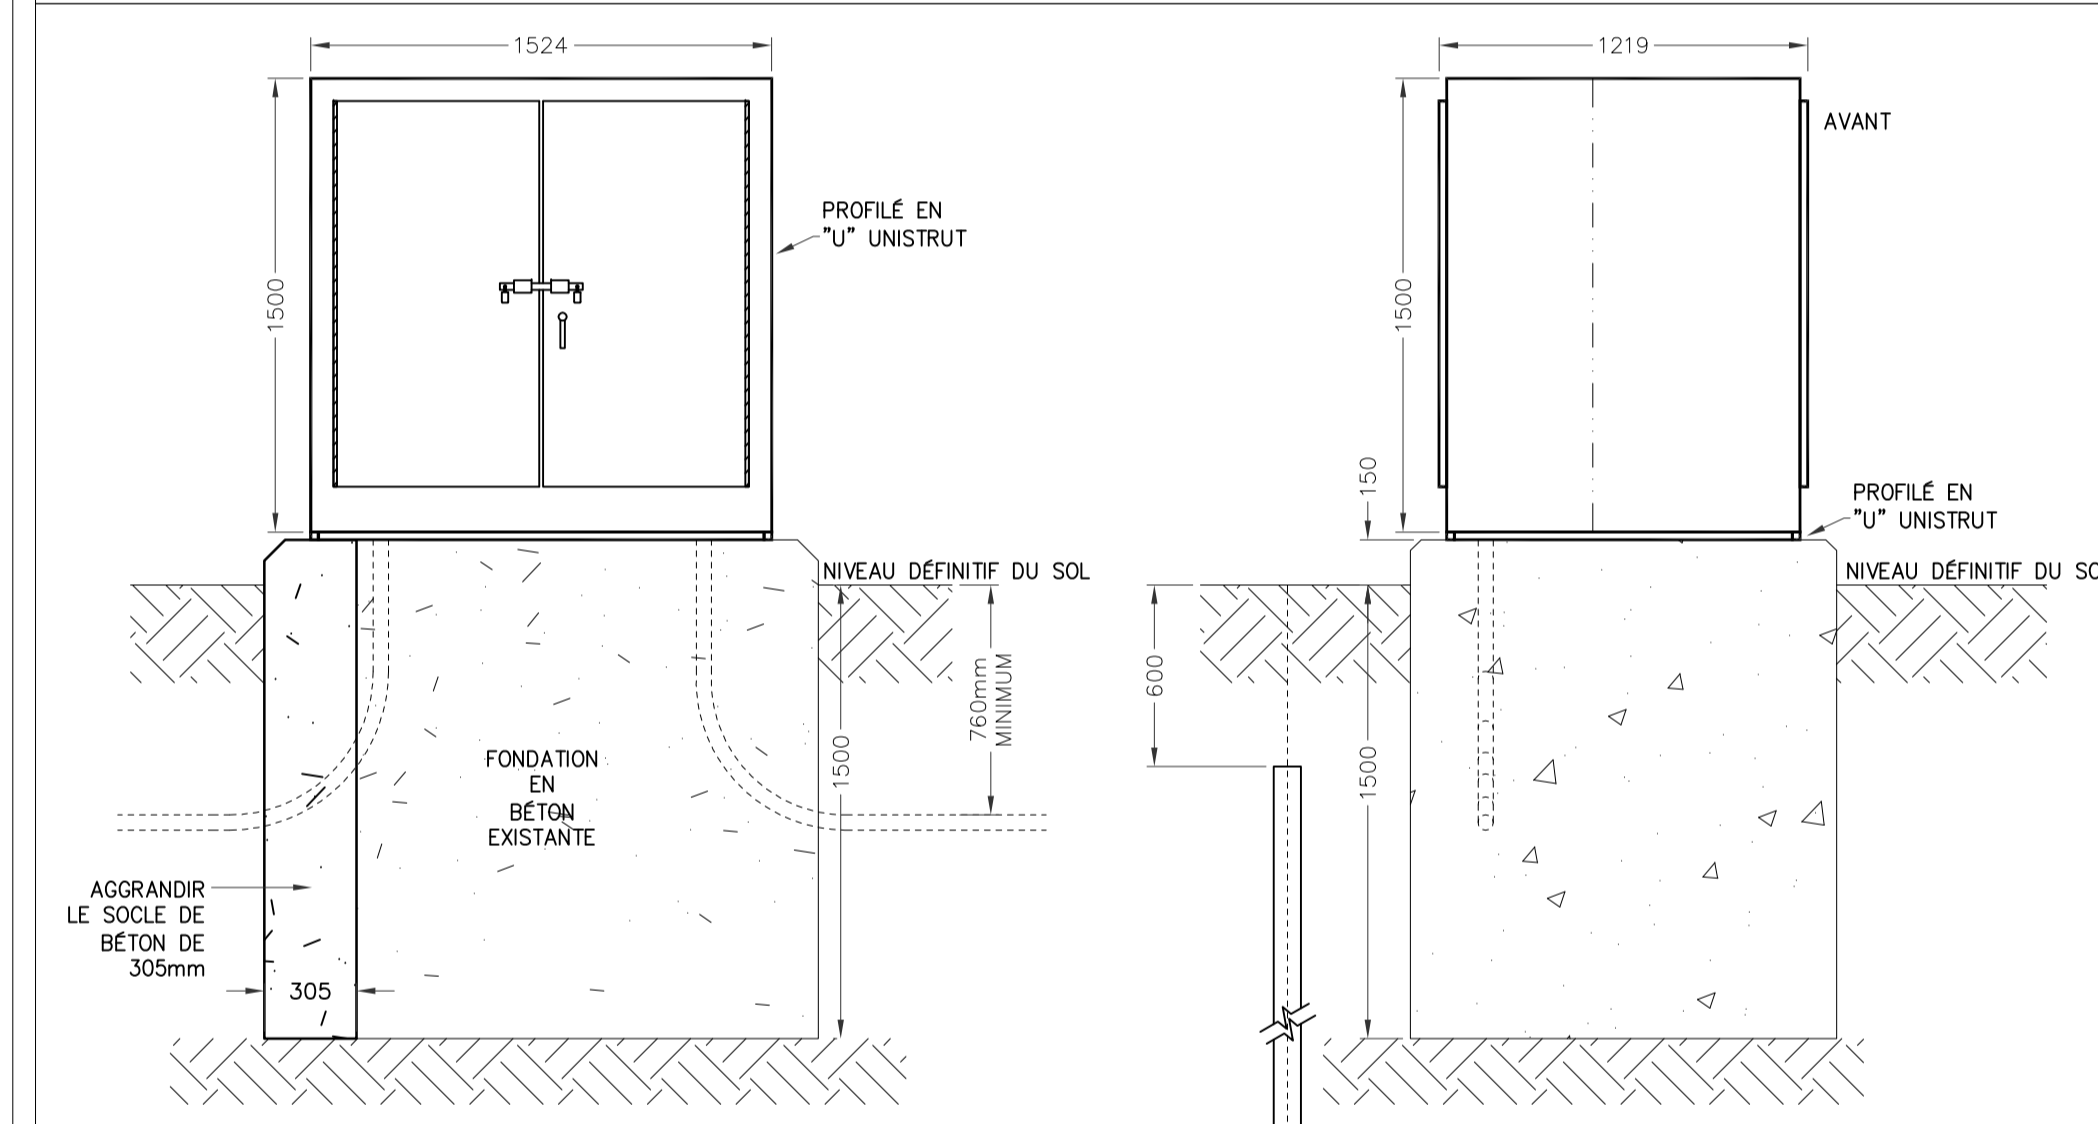 1524
1219
AVANT
PROFILÉ EN
"U" UNISTRUT
1500
1500
150
PROFILÉ EN
"U" UNISTRUT
NIVEAU DÉFINITIF DU SOL
NIVEAU DÉFINITIF DU SO
760mm
MINIMUM
600
1500
1500
FONDATION
EN
BÉTON
EXISTANTE
AGGRANDIR
LE SOCLE DE
BÉTON DE
305mm
305